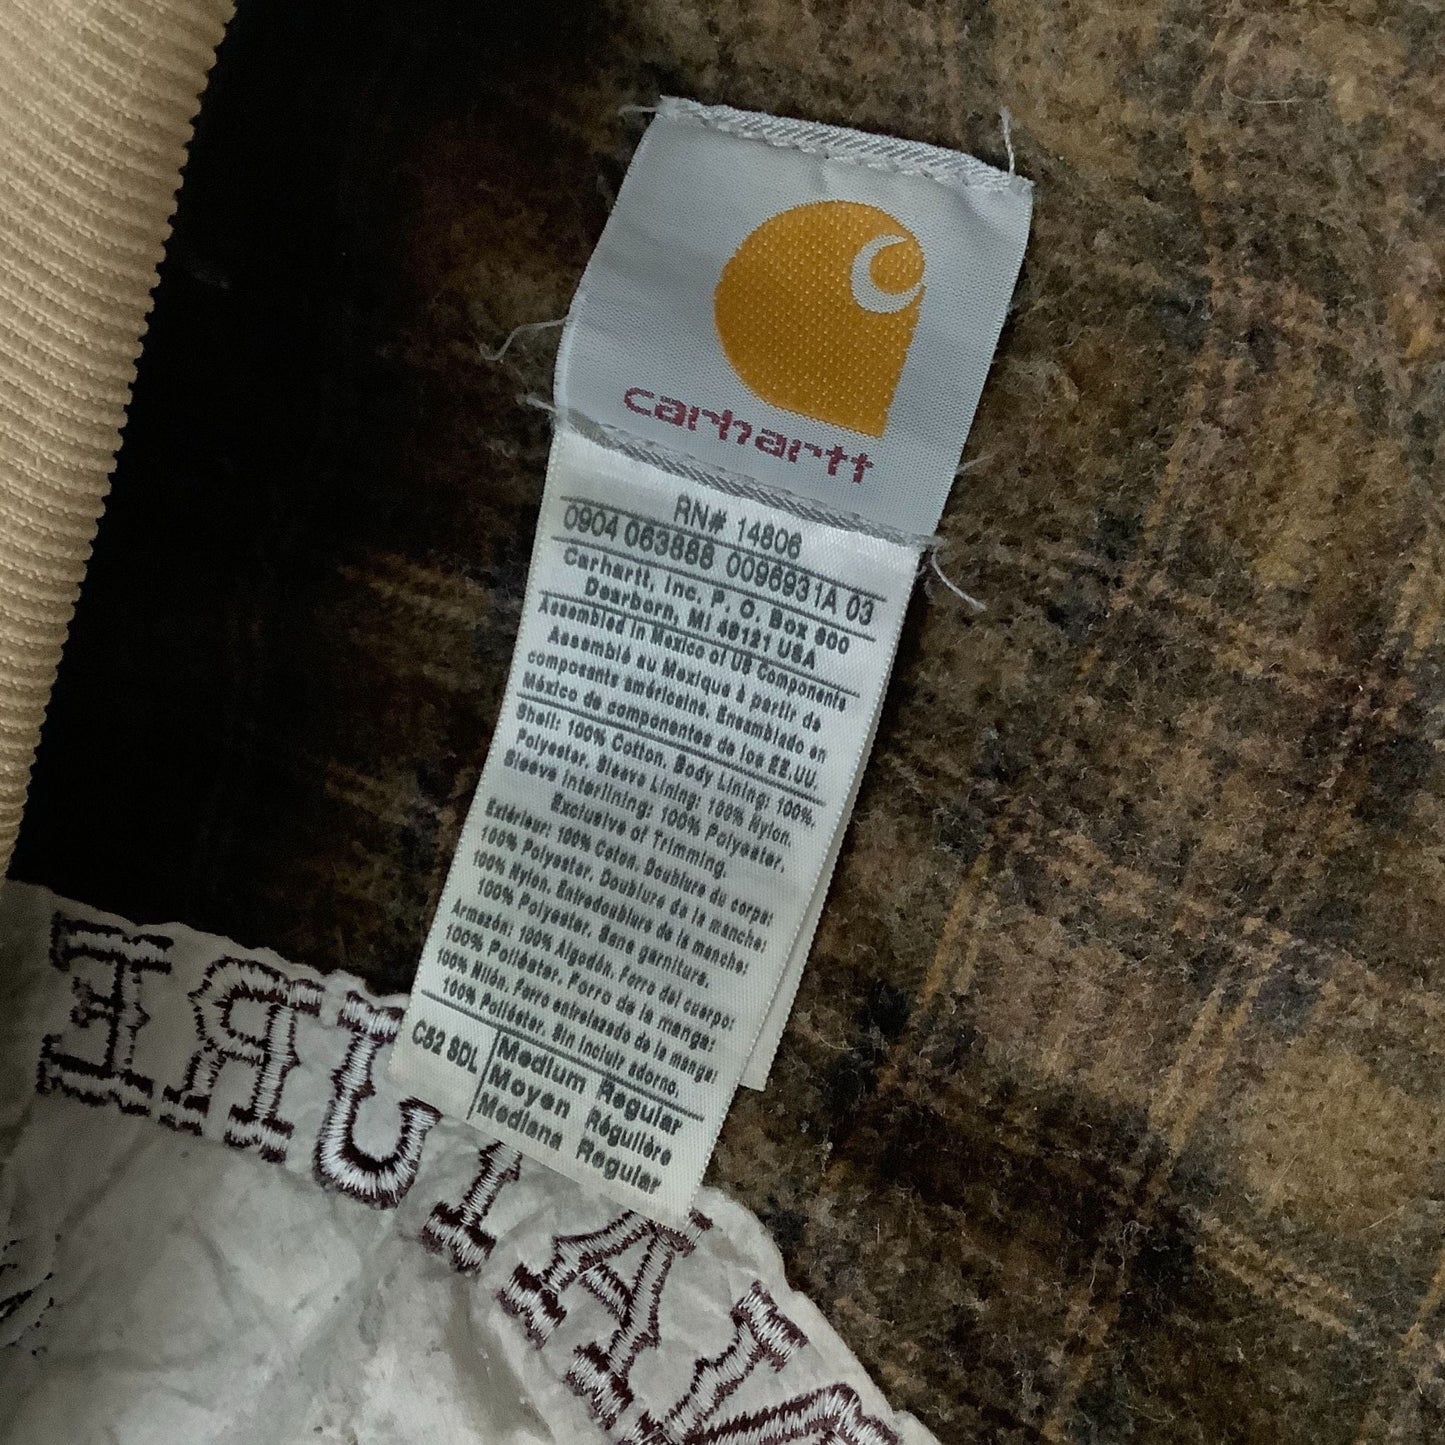 carhartt
RN# 14806
0904 063888 0096931A 03
Carhartt, Inc. P. O. Box 600
Dearborn, MI 48121 USA
Assembled in Mexico of US Components
Assemblé au Mexique à partir de
composants américains. Ensamblado en
México de componentes de los EE.UU.
Shell: 100% Cotton. Body Lining: 100%
Polyester. Sleeve Lining: 100% Nylon.
Sleeve Interlining: 100% Polyester.
Exclusive of Trimming.
Extérieur: 100% Coton. Doublure du corps:
100% Polyester. Doublure de la manche:
100% Nylon. Entredoublure de la manche:
100% Polyester. Sans garniture.
Armazón: 100% Algodón. Forro del cuerpo:
100% Poliéster. Forro de la manga:
100% Nilón. Forro entrelazado de la manga:
100% Poliéster. Sin incluir adorno.
C52 SDL
Medium Regular
Moyen Régulière
Mediana Regular